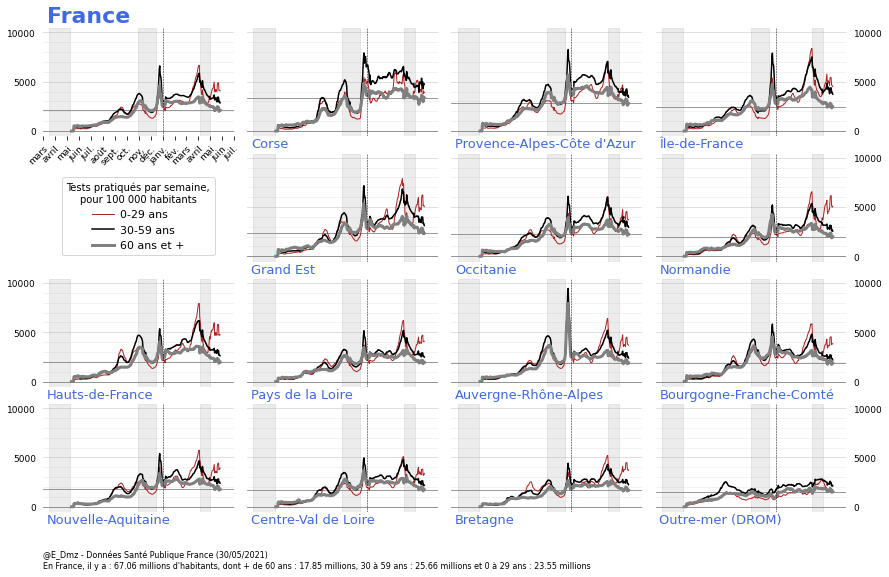 France
10000
5000
0
10000
5000
0
mars
avril
mai
juin
juil.
août
sept.
oct.
nov.
déc.
janv.
fév.
mars
avril
mai
juin
juil.
Corse
Provence-Alpes-Côte d'Azur
Île-de-France
Tests pratiqués par semaine,
pour 100 000 habitants
0-29 ans
30-59 ans
60 ans et +
10000
5000
0
Grand Est
Occitanie
Normandie
10000
5000
0
10000
5000
0
Hauts-de-France
Pays de la Loire
Auvergne-Rhône-Alpes
Bourgogne-Franche-Comté
10000
5000
0
10000
5000
0
Nouvelle-Aquitaine
Centre-Val de Loire
Bretagne
Outre-mer (DROM)
@E_Dmz - Données Santé Publique France (30/05/2021)
En France, il y a : 67.06 millions d'habitants, dont + de 60 ans : 17.85 millions, 30 à 59 ans : 25.66 millions et 0 à 29 ans : 23.55 millions